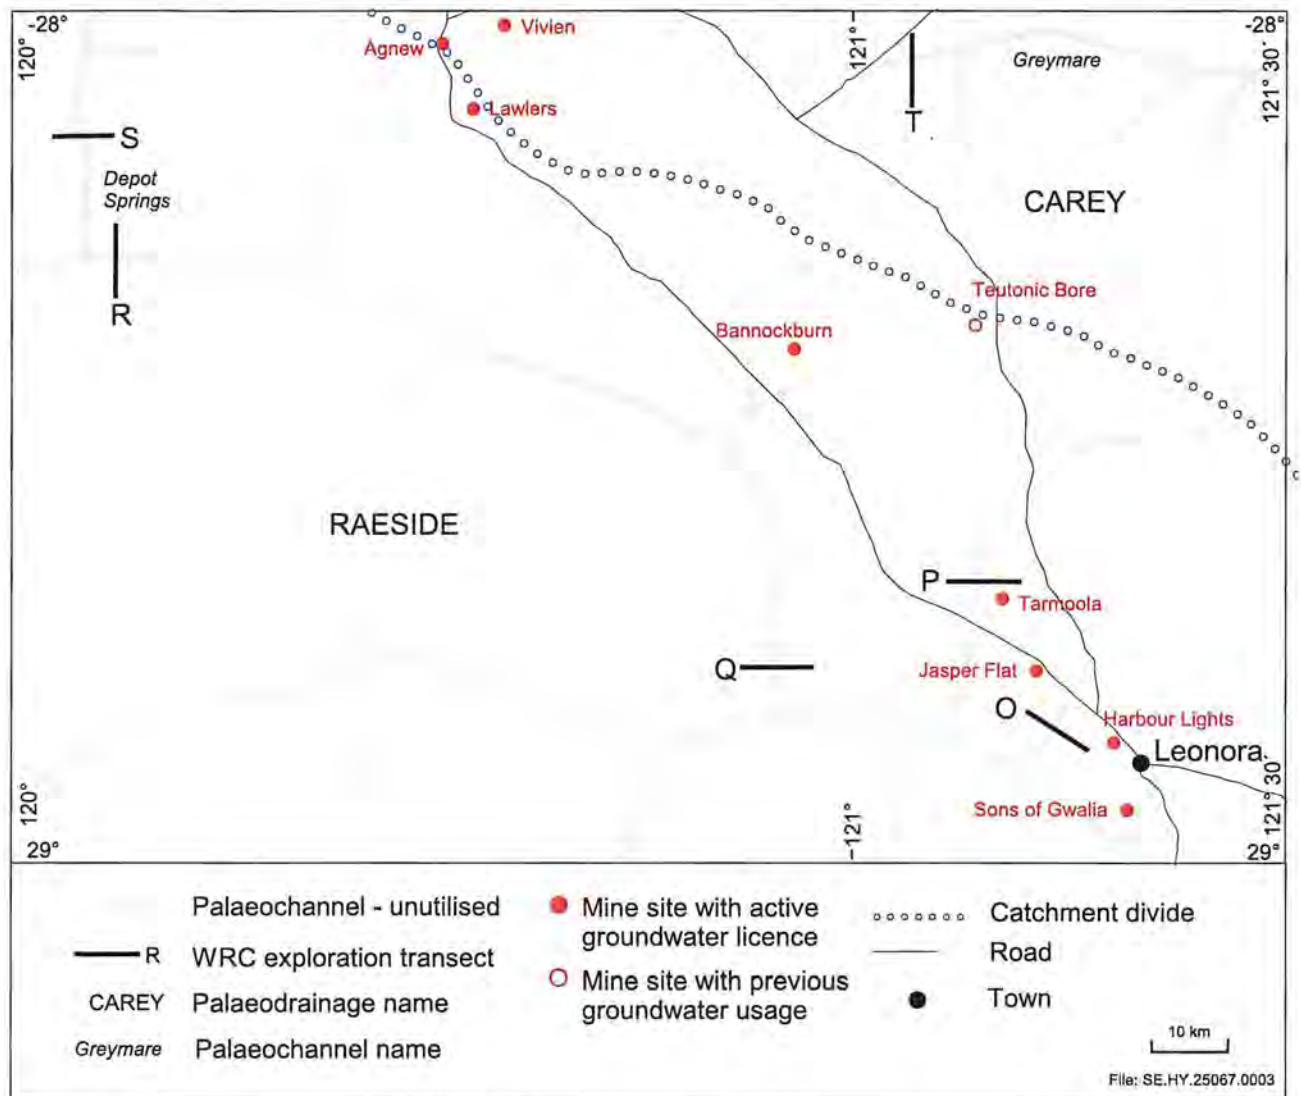 -28°
-28°
120°
Vivien
Agnew
121°
Greymare
121° 30'
Lawlers
T
S
Depot
Springs
CAREY
R
Teutonic Bore
Bannockburn
RAESIDE
P
Tarmoola
Q
Jasper Flat
O
Harbour Lights
Leonora
Sons of Gwalia
120°
121°
121° 30'
29°
29°
Palaeochannel - unutilised
R WRC exploration transect
CAREY Palaeodrainage name
Greymare Palaeochannel name
Mine site with active
groundwater licence
Mine site with previous
groundwater usage
Catchment divide
Road
Town
10 km
File: SE.HY.25067.0003